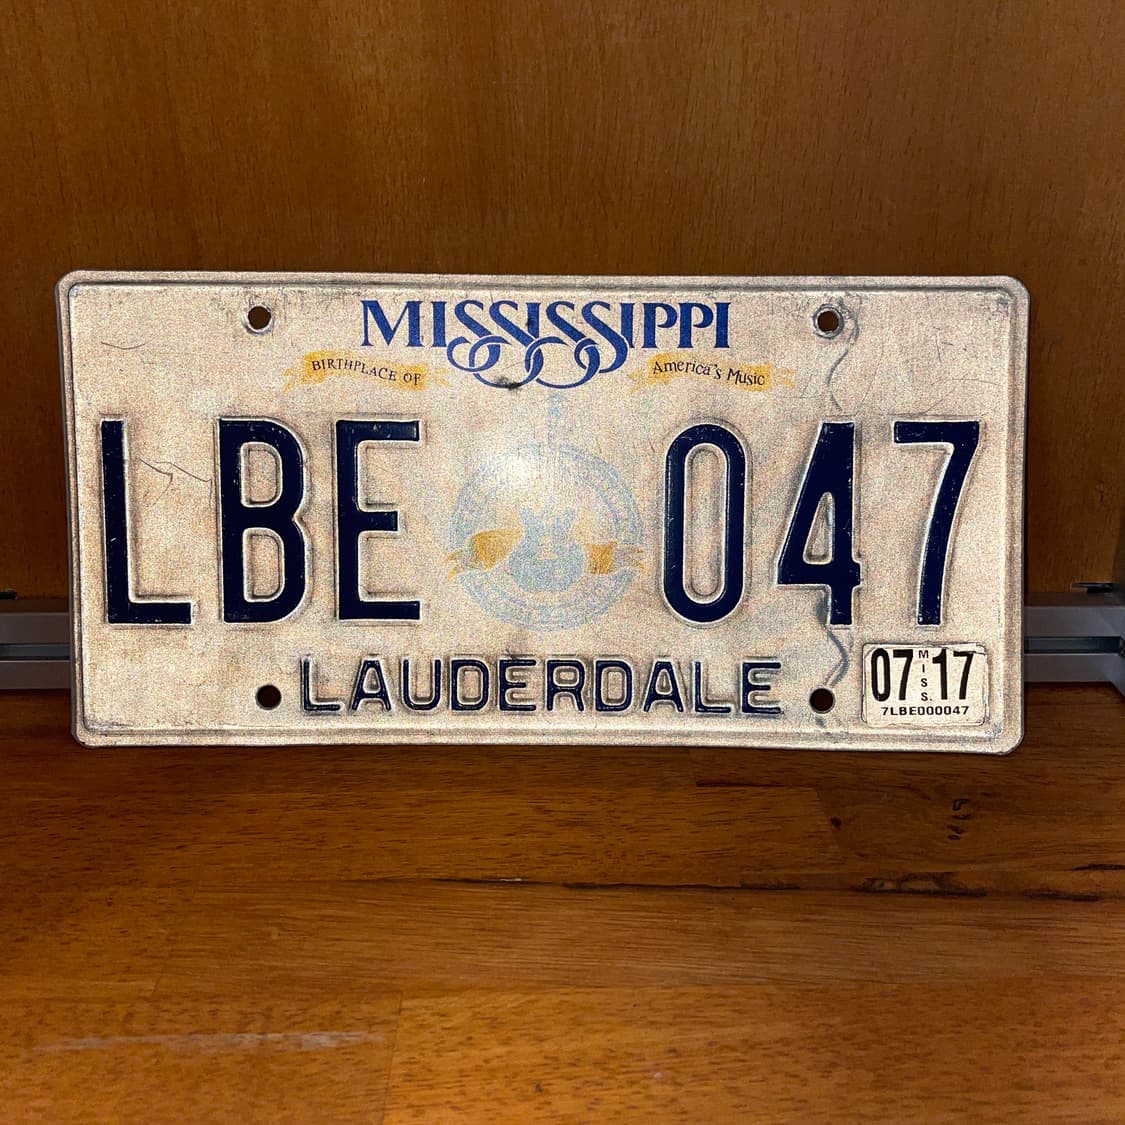 MISSISSIPPI
BIRTHPLACE OF America's Music
LBE 047
LAUDERDALE
07 MISS. 17
7LBE000047